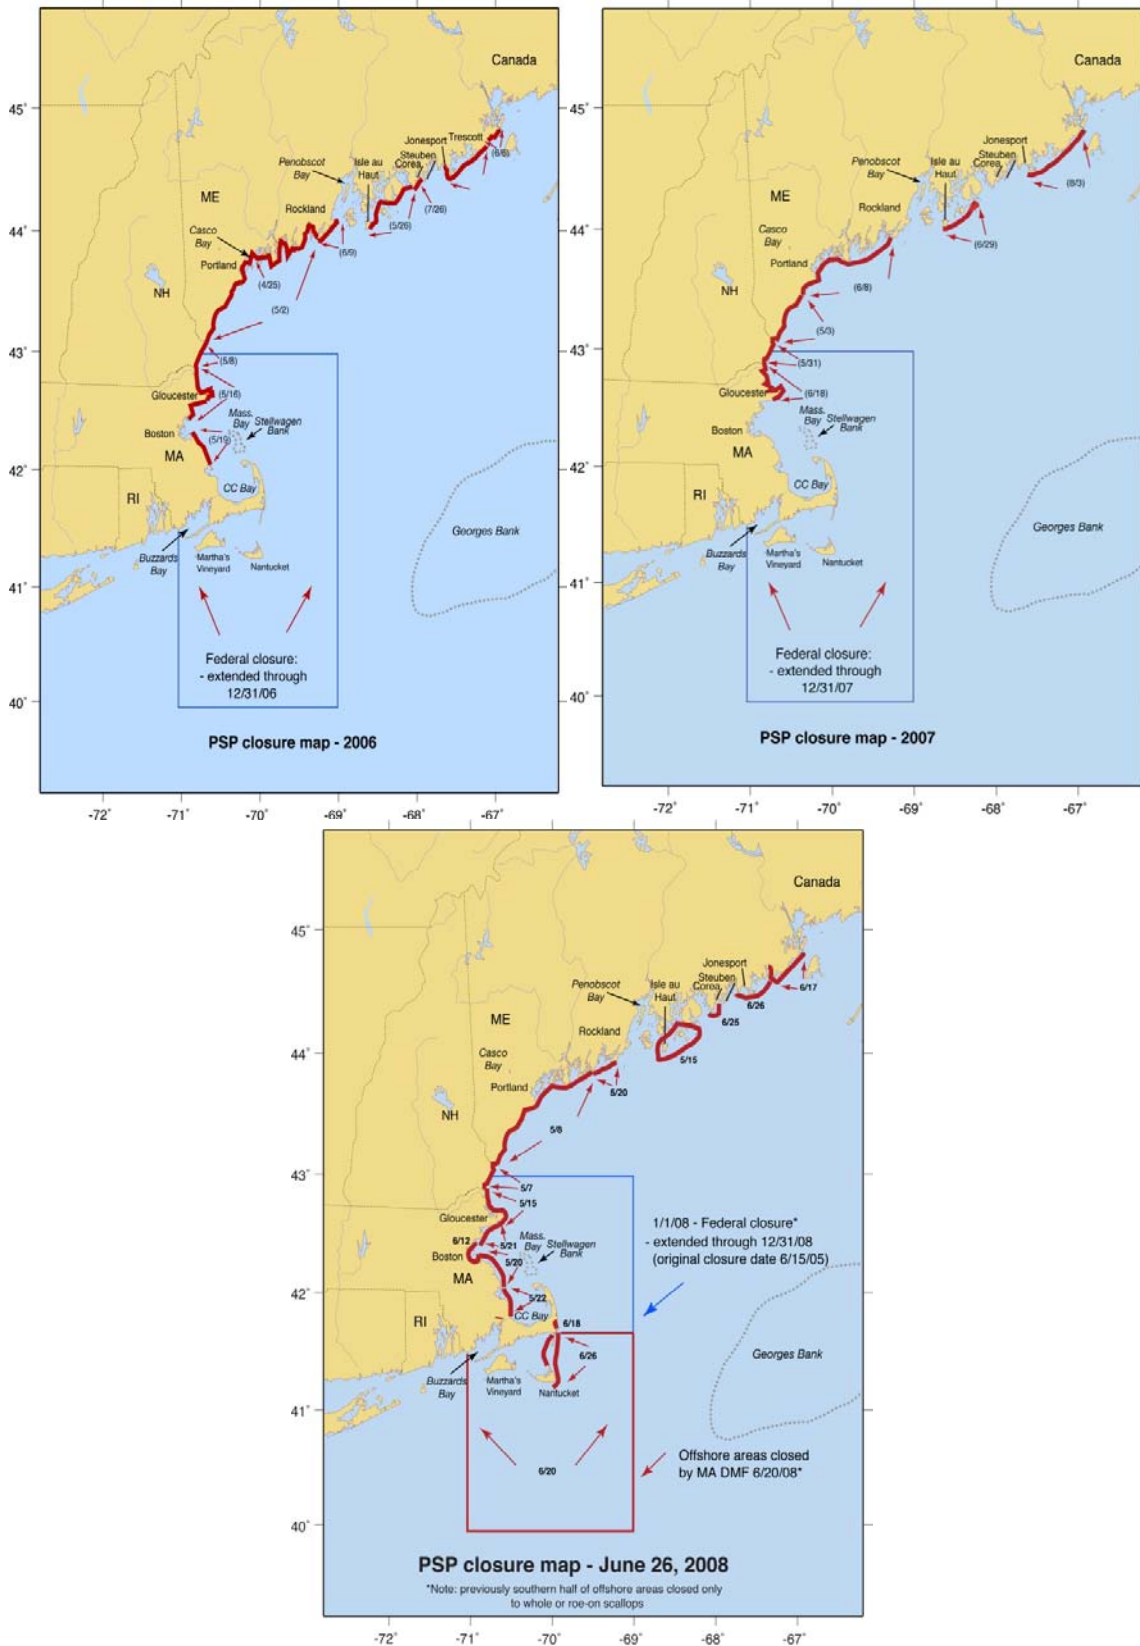 Canada
45°
Jonesport
Trescott
Steuben
Corea
(6/6)
Penobscot
Bay
Isle au
Haut
ME
(7/26)
Rockland
(5/26)
44°
Casco
Bay
(6/9)
Portland
(4/25)
NH
(5/2)
43°
(5/8)
Gloucester
(5/16)
Mass.
Bay
Stellwagen
Bank
Boston
(5/19)
MA
42°
CC Bay
RI
Georges Bank
Buzzards
Bay
Martha's
Vineyard
Nantucket
41°
Federal closure:
- extended through
12/31/06
40°
PSP closure map - 2006
-72°
-71°
-70°
-69°
-68°
-67°
Canada
45°
Jonesport
Steuben
Corea
Penobscot
Bay
Isle au
Haut
(8/3)
ME
Rockland
44°
Casco
Bay
(6/29)
Portland
NH
(6/8)
(5/3)
43°
(5/31)
Gloucester
(6/18)
Mass.
Bay
Stellwagen
Bank
Boston
MA
42°
CC Bay
RI
Georges Bank
Buzzards
Bay
Martha's
Vineyard
Nantucket
41°
Federal closure:
- extended through
12/31/07
40°
PSP closure map - 2007
-72°
-71°
-70°
-69°
-68°
-67°
Canada
45°
Jonesport
Steuben
Corea
Penobscot
Bay
Isle au
Haut
6/17
6/26
6/25
ME
Rockland
44°
Casco
Bay
5/15
Portland
5/20
NH
5/8
43°
5/7
5/15
Gloucester
1/1/08 - Federal closure*
- extended through 12/31/08
(original closure date 6/15/05)
6/12
5/21
Mass.
Bay
Stellwagen
Bank
Boston
5/20
MA
42°
5/22
CC Bay
RI
6/18
6/26
Georges Bank
Buzzards
Bay
Martha's
Vineyard
Nantucket
41°
6/20
Offshore areas closed
by MA DMF 6/20/08*
40°
PSP closure map - June 26, 2008
*Note: previously southern half of offshore areas closed only
to whole or roe-on scallops
-72°
-71°
-70°
-69°
-68°
-67°